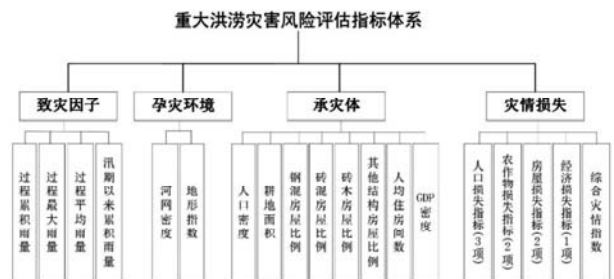 重大洪涝灾害风险评估指标体系
致灾因子
孕灾环境
承灾体
灾情损失
过程累积雨量
过程最大雨量
过程平均雨量
汛期以来累积雨量
河网密度
地形指数
人口密度
耕地面积
钢混房屋比例
砖混房屋比例
砖木房屋比例
其他结构房屋比例
人均住房间数
GDP密度
人口损失指标(3项)
农作物损失指标(2项)
房屋损失指标(2项)
经济损失指标(1项)
综合灾情指数